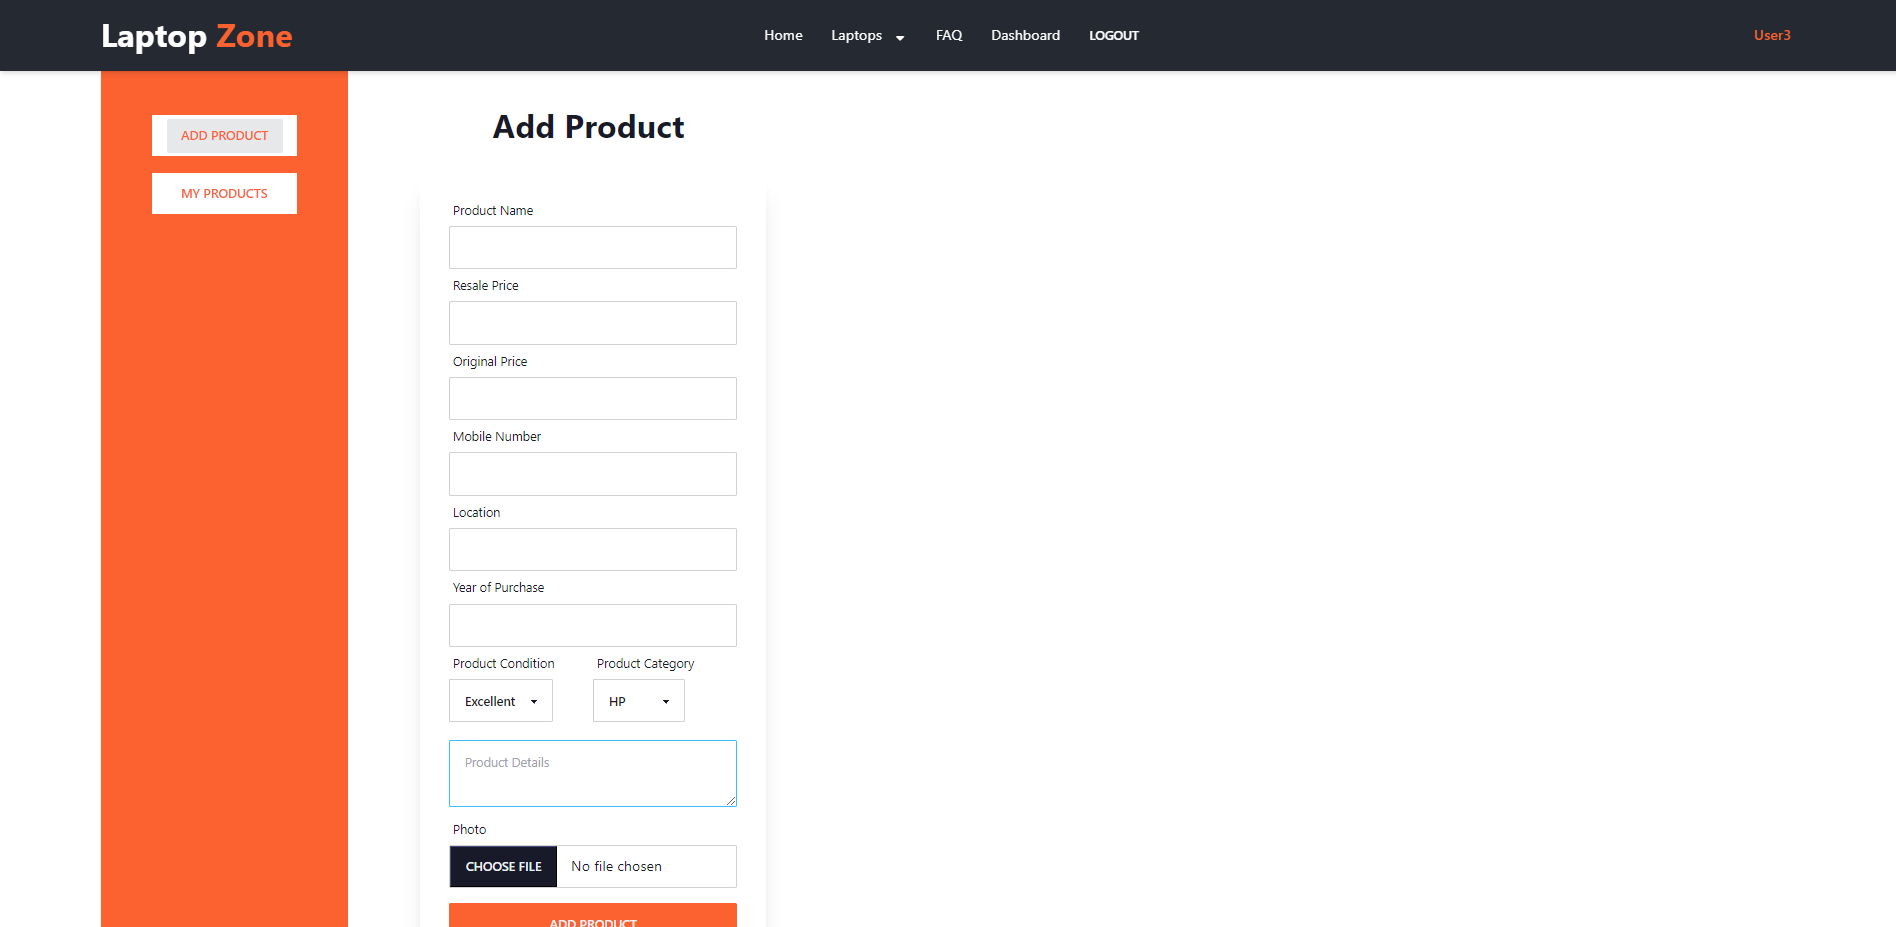 Laptop Zone
Home Laptops FAQ Dashboard LOGOUT
User3
ADD PRODUCT
MY PRODUCTS
Add Product
Product Name
Resale Price
Original Price
Mobile Number
Location
Year of Purchase
Product Condition Product Category
Excellent HP
Product Details
Photo
CHOOSE FILE No file chosen
ADD PRODUCT